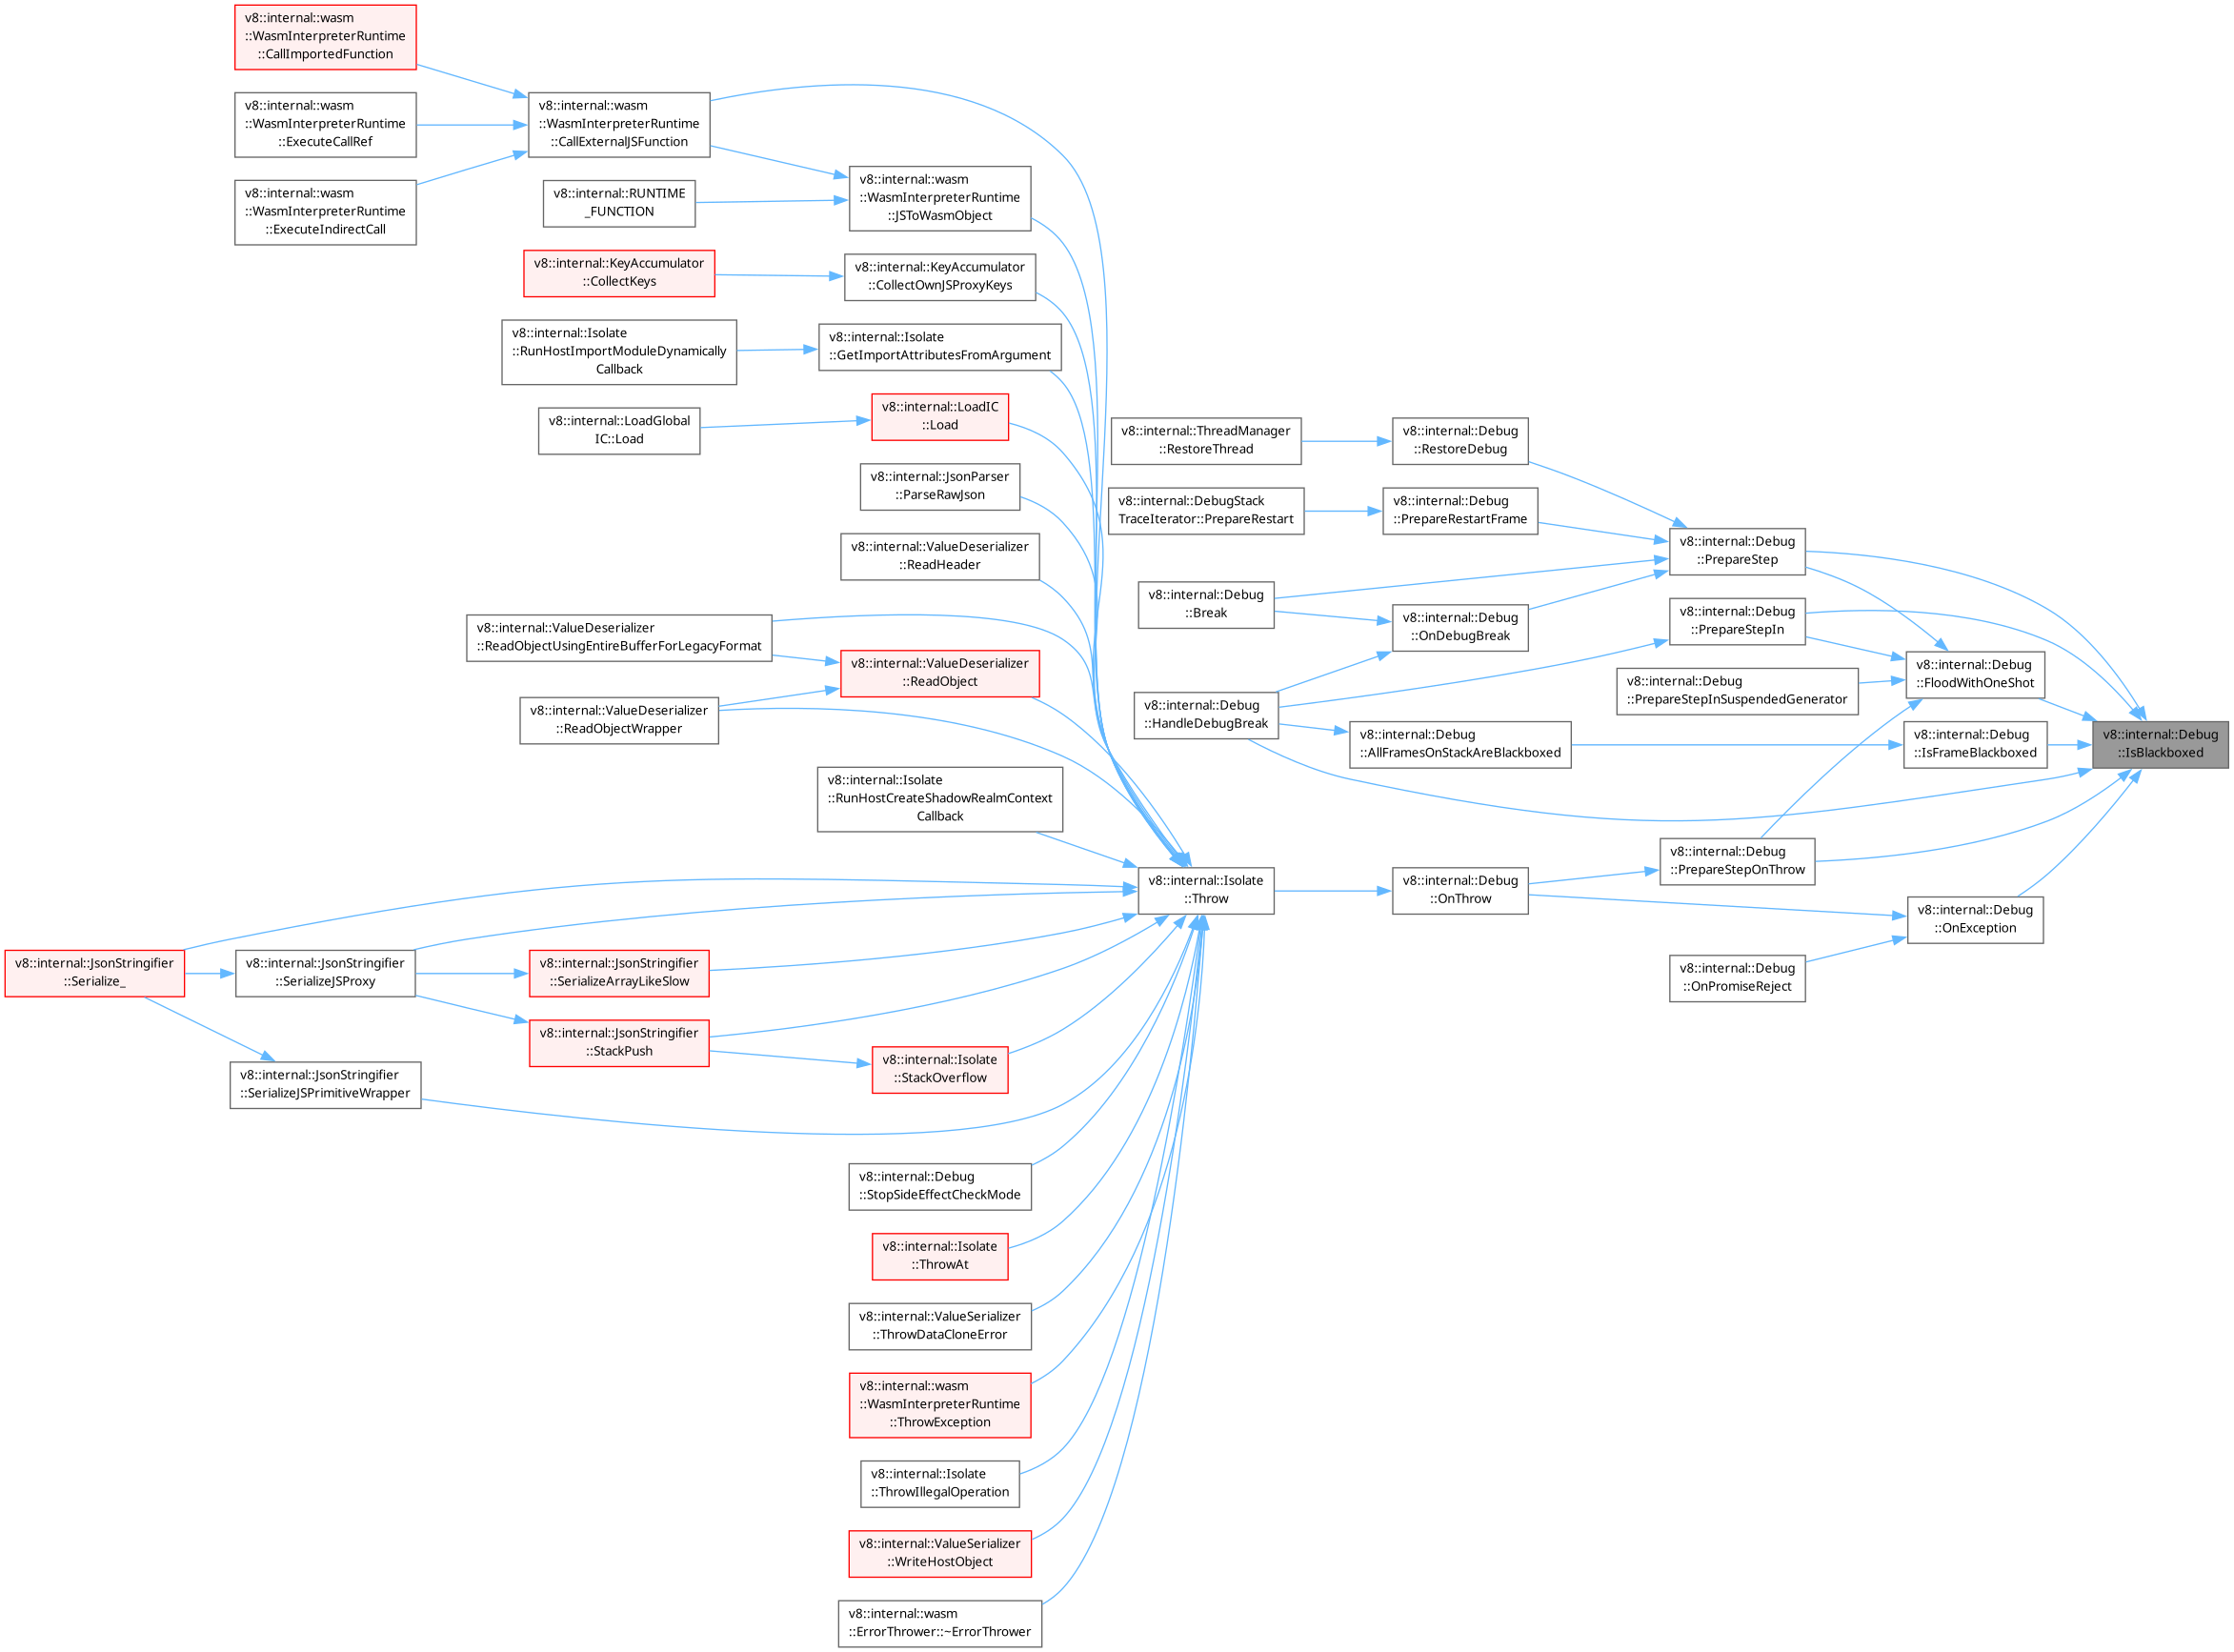 v8::internal::wasm
::WasmInterpreterRuntime
::CallImportedFunction
v8::internal::wasm
::WasmInterpreterRuntime
::ExecuteCallRef
v8::internal::wasm
::WasmInterpreterRuntime
::ExecuteIndirectCall
v8::internal::wasm
::WasmInterpreterRuntime
::CallExternalJSFunction
v8::internal::RUNTIME
_FUNCTION
v8::internal::wasm
::WasmInterpreterRuntime
::JSToWasmObject
v8::internal::KeyAccumulator
::CollectKeys
v8::internal::KeyAccumulator
::CollectOwnJSProxyKeys
v8::internal::Isolate
::RunHostImportModuleDynamically
Callback
v8::internal::Isolate
::GetImportAttributesFromArgument
v8::internal::LoadGlobal
IC::Load
v8::internal::LoadIC
::Load
v8::internal::JsonParser
::ParseRawJson
v8::internal::ValueDeserializer
::ReadHeader
v8::internal::ValueDeserializer
::ReadObjectUsingEntireBufferForLegacyFormat
v8::internal::ValueDeserializer
::ReadObject
v8::internal::ValueDeserializer
::ReadObjectWrapper
v8::internal::Isolate
::RunHostCreateShadowRealmContext
Callback
v8::internal::JsonStringifier
::Serialize_
v8::internal::JsonStringifier
::SerializeJSProxy
v8::internal::JsonStringifier
::SerializeArrayLikeSlow
v8::internal::JsonStringifier
::StackPush
v8::internal::Isolate
::StackOverflow
v8::internal::JsonStringifier
::SerializeJSPrimitiveWrapper
v8::internal::Debug
::StopSideEffectCheckMode
v8::internal::Isolate
::ThrowAt
v8::internal::ValueSerializer
::ThrowDataCloneError
v8::internal::wasm
::WasmInterpreterRuntime
::ThrowException
v8::internal::Isolate
::ThrowIllegalOperation
v8::internal::ValueSerializer
::WriteHostObject
v8::internal::wasm
::ErrorThrower::~ErrorThrower
v8::internal::ThreadManager
::RestoreThread
v8::internal::Debug
::RestoreDebug
v8::internal::DebugStack
TraceIterator::PrepareRestart
v8::internal::Debug
::PrepareRestartFrame
v8::internal::Debug
::PrepareStep
v8::internal::Debug
::Break
v8::internal::Debug
::OnDebugBreak
v8::internal::Debug
::PrepareStepIn
v8::internal::Debug
::FloodWithOneShot
v8::internal::Debug
::PrepareStepInSuspendedGenerator
v8::internal::Debug
::HandleDebugBreak
v8::internal::Debug
::AllFramesOnStackAreBlackboxed
v8::internal::Debug
::IsFrameBlackboxed
v8::internal::Debug
::IsBlackboxed
v8::internal::Isolate
::Throw
v8::internal::Debug
::OnThrow
v8::internal::Debug
::PrepareStepOnThrow
v8::internal::Debug
::OnException
v8::internal::Debug
::OnPromiseReject